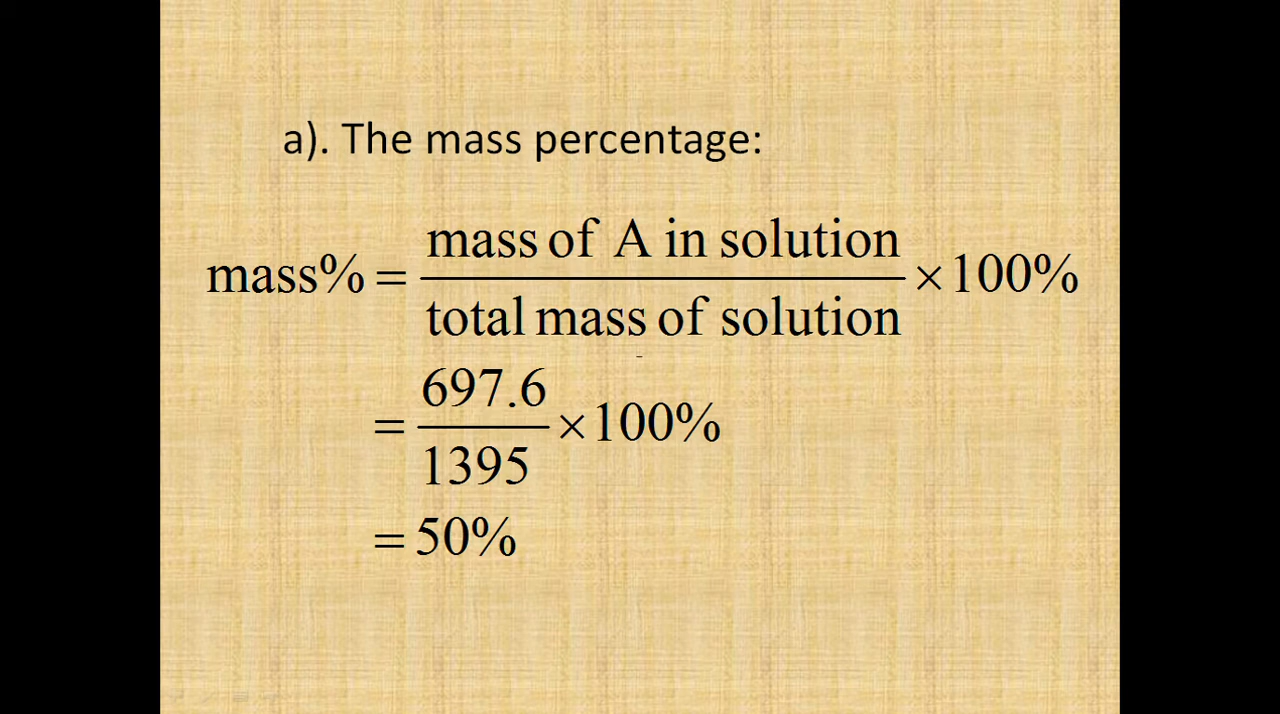 a). The mass percentage:
mass% = mass of A in solution / total mass of solution ×100%
= 697.6 / 1395 ×100%
= 50%